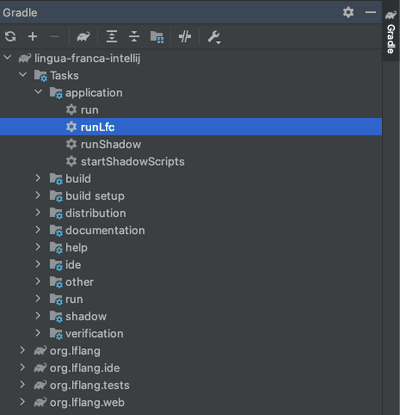 Gradle
Gradle
lingua-franca-intellij
Tasks
application
run
runLfc
runShadow
startShadowScripts
build
build setup
distribution
documentation
help
ide
other
run
shadow
verification
org.lflang
org.lflang.ide
org.lflang.tests
org.lflang.web